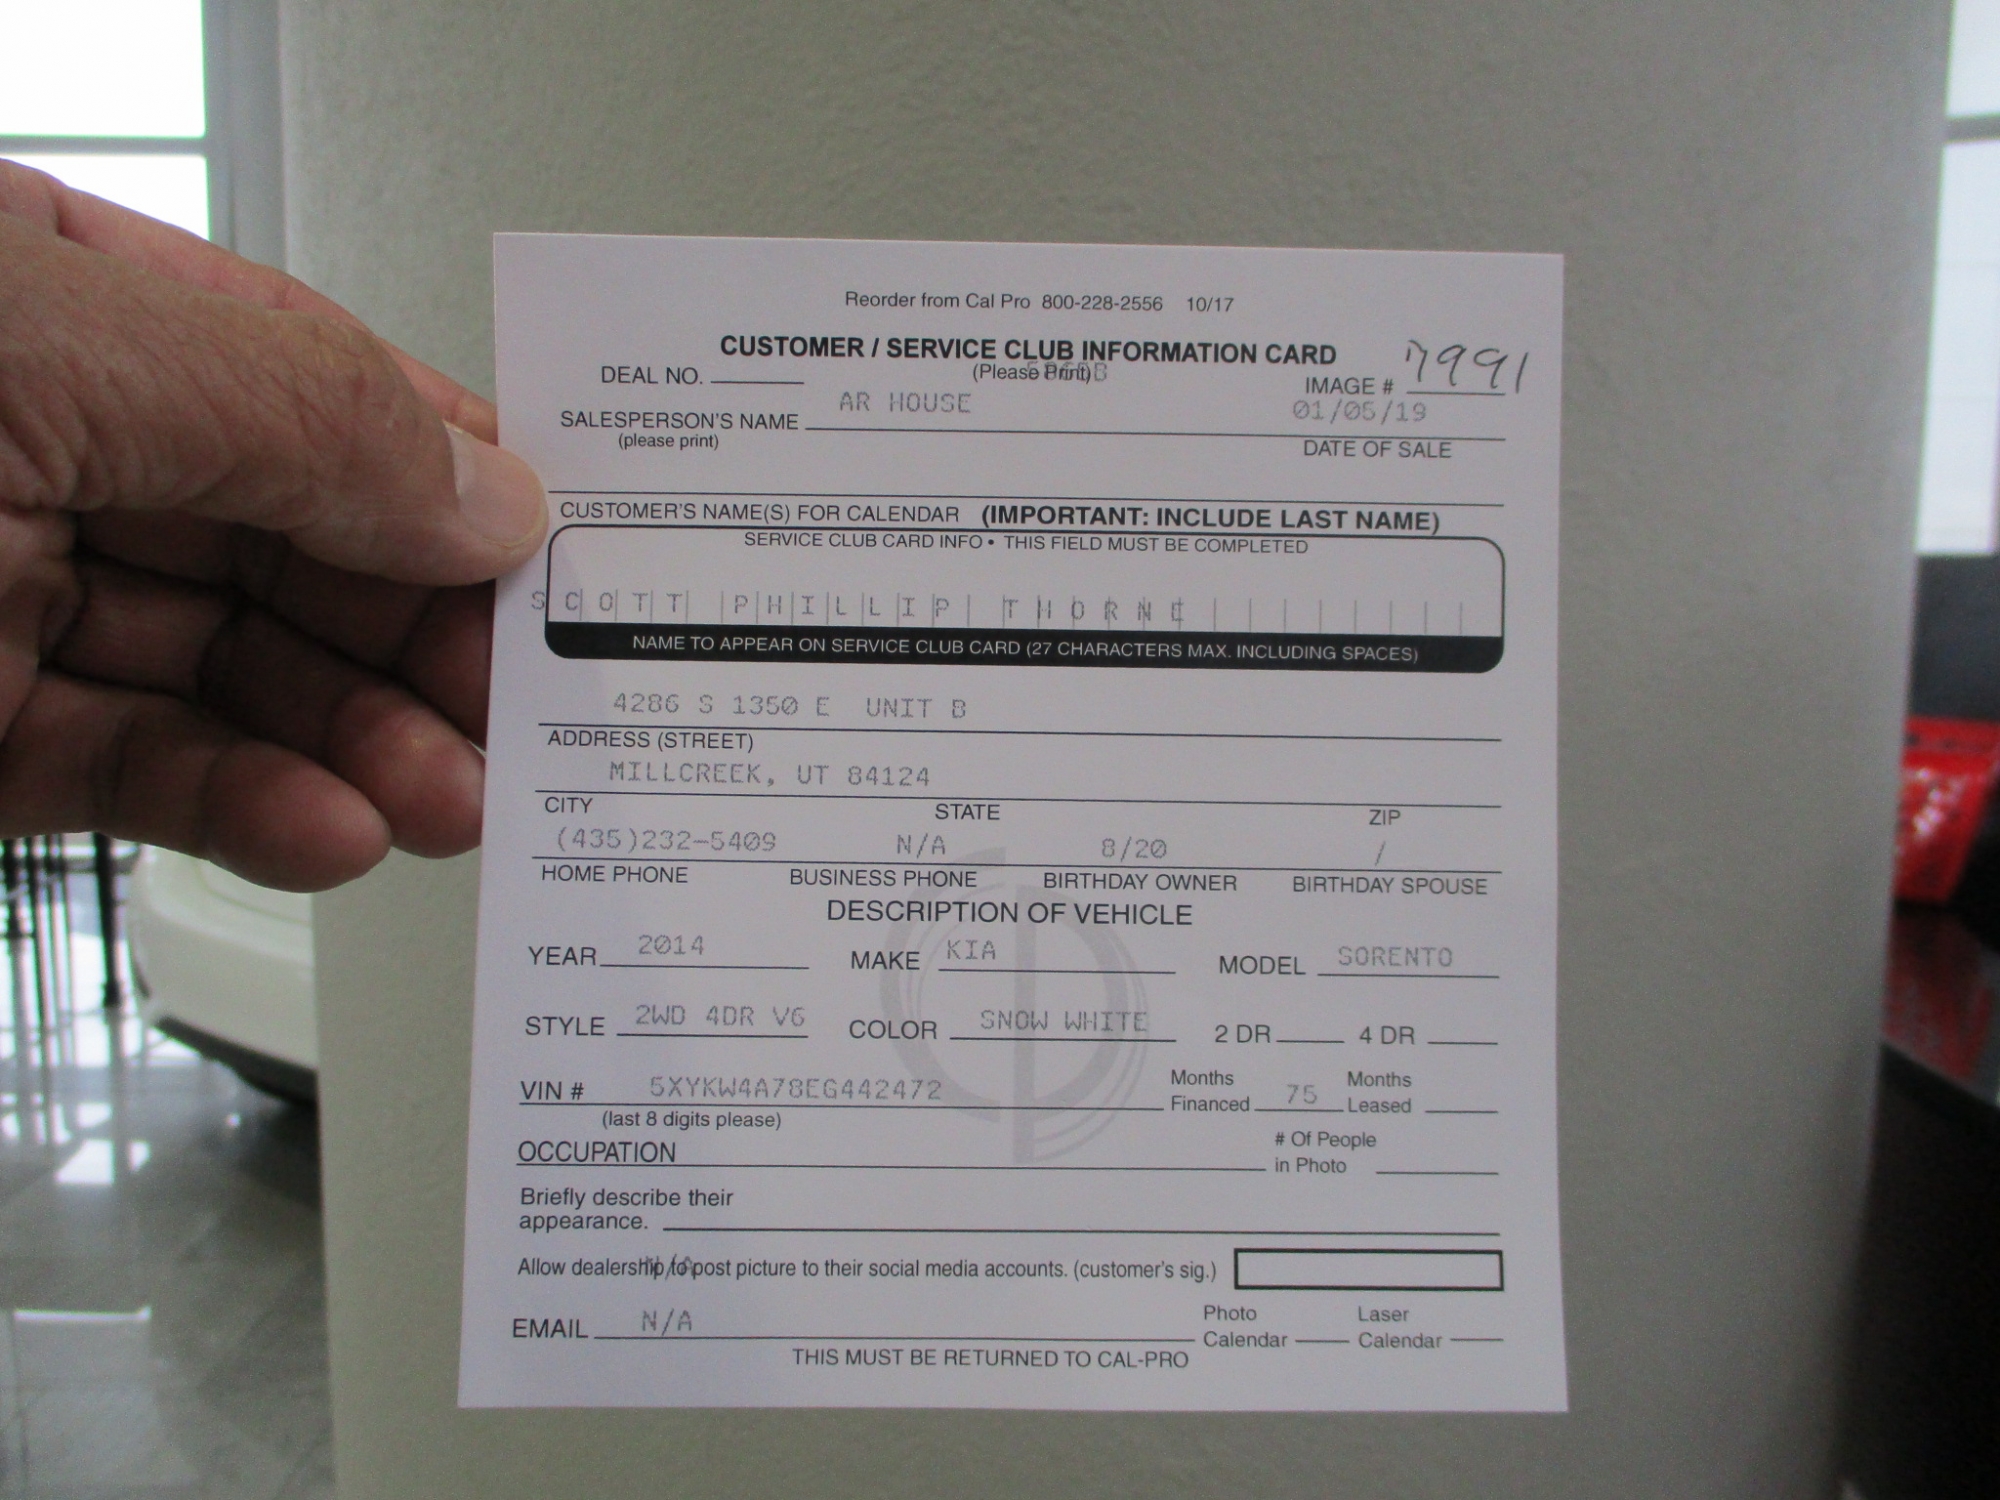 Reorder from Cal Pro 800-228-2556 10/17
CUSTOMER / SERVICE CLUB INFORMATION CARD
DEAL NO. (Please Print) IMAGE # 7991
AR HOUSE 01/05/19
SALESPERSON'S NAME
(please print) DATE OF SALE
CUSTOMER'S NAME(S) FOR CALENDAR (IMPORTANT: INCLUDE LAST NAME)
SERVICE CLUB CARD INFO • THIS FIELD MUST BE COMPLETED
SCOTT PHILLIP THORNE
NAME TO APPEAR ON SERVICE CLUB CARD (27 CHARACTERS MAX. INCLUDING SPACES)
4286 S 1350 E UNIT B
ADDRESS (STREET)
MILLCREEK, UT 84124
CITY STATE ZIP
(435)232-5409 N/A 8/20 /
HOME PHONE BUSINESS PHONE BIRTHDAY OWNER BIRTHDAY SPOUSE
DESCRIPTION OF VEHICLE
YEAR 2014 MAKE KIA MODEL SORENTO
STYLE 2WD 4DR V6 COLOR SNOW WHITE 2 DR 4 DR
VIN # 5XYKW4A78EG442472 Months Financed 75 Months Leased
(last 8 digits please)
OCCUPATION # Of People in Photo
Briefly describe their
appearance.
Allow dealership to post picture to their social media accounts. (customer's sig.)
EMAIL N/A Photo Calendar Laser Calendar
THIS MUST BE RETURNED TO CAL-PRO